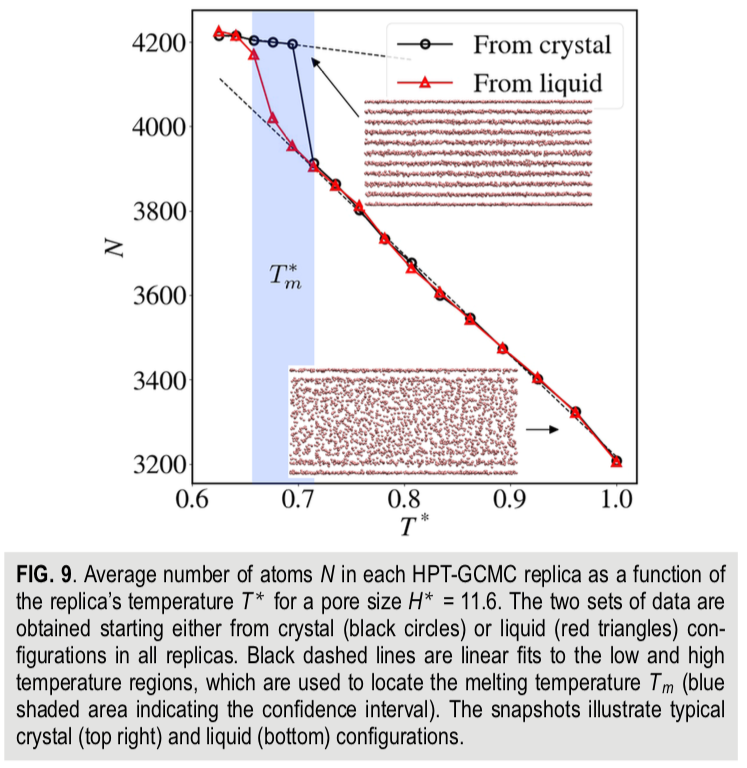 4200
4000
3800
3600
3400
3200
N
From crystal
From liquid
T*m
0.6 0.7 0.8 0.9 1.0
T*
FIG. 9. Average number of atoms N in each HPT-GCMC replica as a function of
the replica's temperature T* for a pore size H* = 11.6. The two sets of data are
obtained starting either from crystal (black circles) or liquid (red triangles) con-
figurations in all replicas. Black dashed lines are linear fits to the low and high
temperature regions, which are used to locate the melting temperature Tm (blue
shaded area indicating the confidence interval). The snapshots illustrate typical
crystal (top right) and liquid (bottom) configurations.